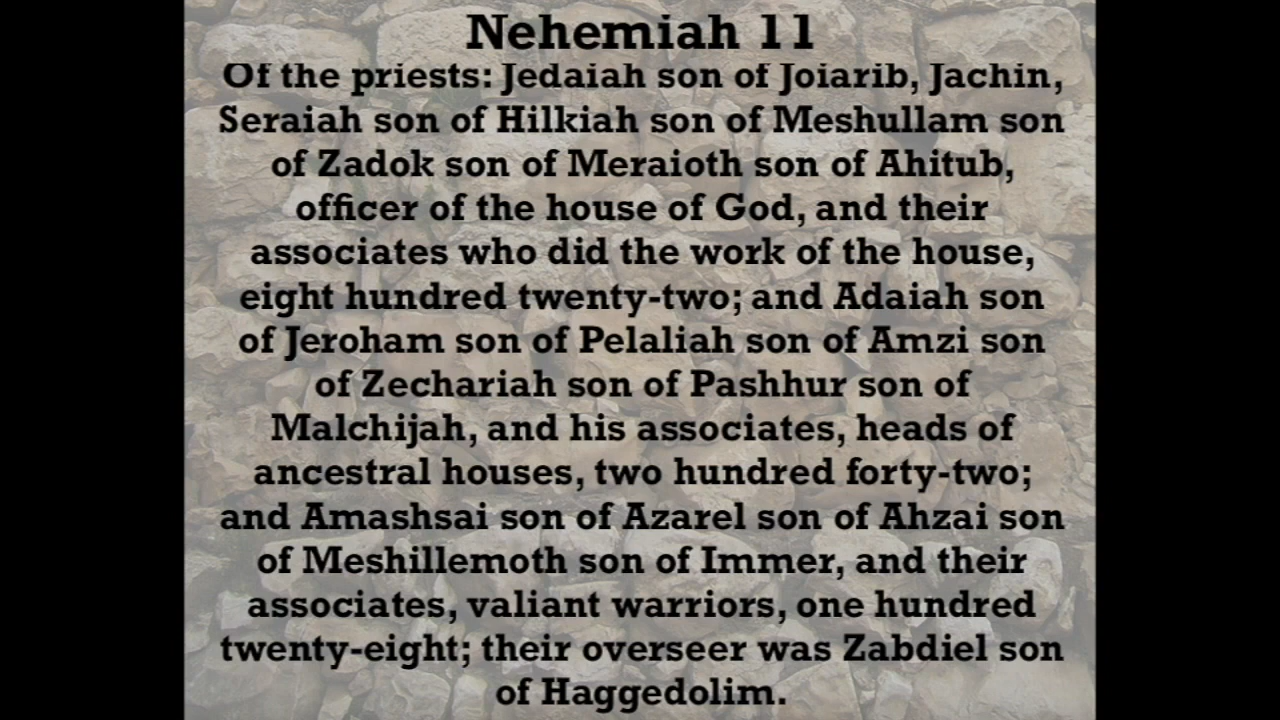 Nehemiah 11
Of the priests: Jedaiah son of Joiarib, Jachin,
Seraiah son of Hilkiah son of Meshullam son
of Zadok son of Meraioth son of Ahitub,
officer of the house of God, and their
associates who did the work of the house,
eight hundred twenty-two; and Adaiah son
of Jeroham son of Pelaliah son of Amzi son
of Zechariah son of Pashhur son of
Malchijah, and his associates, heads of
ancestral houses, two hundred forty-two;
and Amashsai son of Azarel son of Ahzai son
of Meshillemoth son of Immer, and their
associates, valiant warriors, one hundred
twenty-eight; their overseer was Zabdiel son
of Haggedolim.